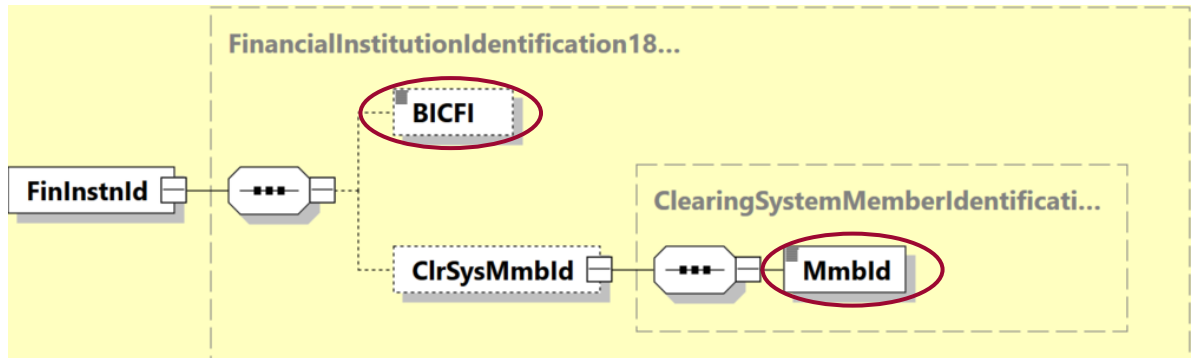 FinancialInstitutionIdentification18...
BICFI
FinInstnId
ClearingSystemMemberIdentificati...
ClrSysMmbId
MmbId